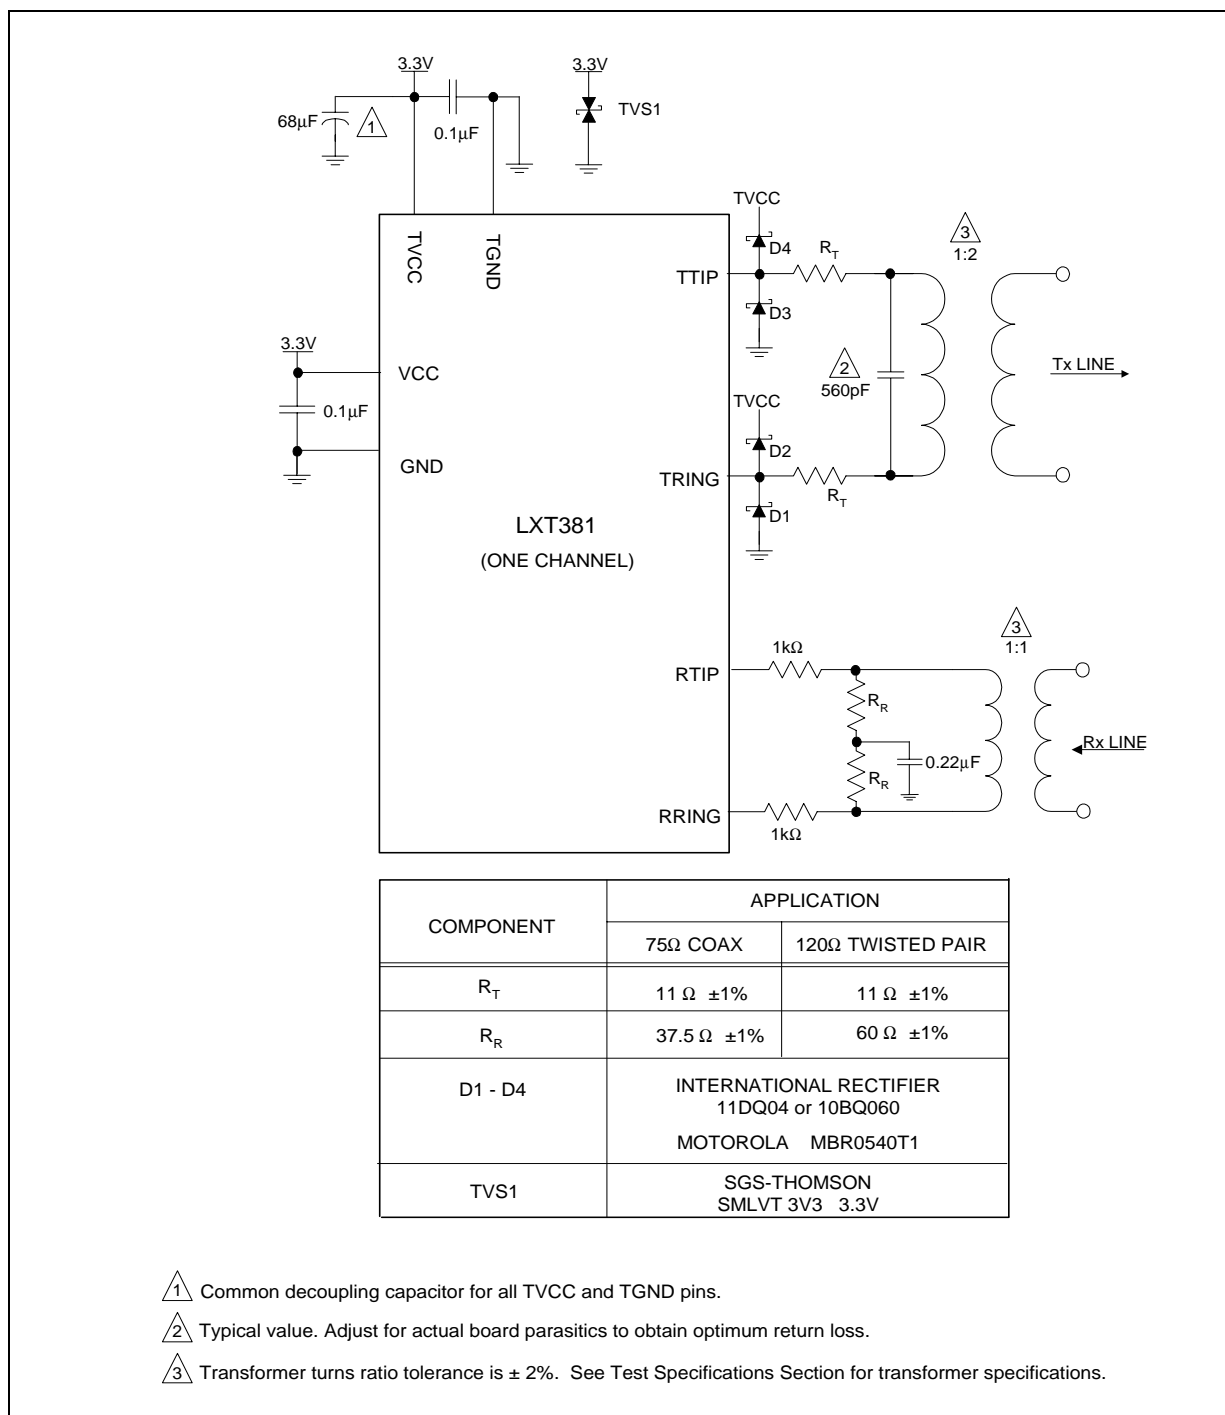 3.3V
3.3V
68µF
1
0.1µF
TVS1
TVCC
TGND
TVCC
D4
R_T
3
1:2
TTIP
D3
3.3V
VCC
0.1µF
GND
2
560pF
Tx LINE
TVCC
D2
TRING
R_T
D1
LXT381
(ONE CHANNEL)
3
1:1
1kΩ
RTIP
R_R
Rx LINE
0.22µF
R_R
RRING
1kΩ
COMPONENT
APPLICATION
75Ω COAX
120Ω TWISTED PAIR
R_T
11 Ω ±1%
11 Ω ±1%
R_R
37.5 Ω ±1%
60 Ω ±1%
D1 - D4
INTERNATIONAL RECTIFIER
11DQ04 or 10BQ060
MOTOROLA MBR0540T1
TVS1
SGS-THOMSON
SMLVT 3V3 3.3V
1 Common decoupling capacitor for all TVCC and TGND pins.
2 Typical value. Adjust for actual board parasitics to obtain optimum return loss.
3 Transformer turns ratio tolerance is ± 2%. See Test Specifications Section for transformer specifications.